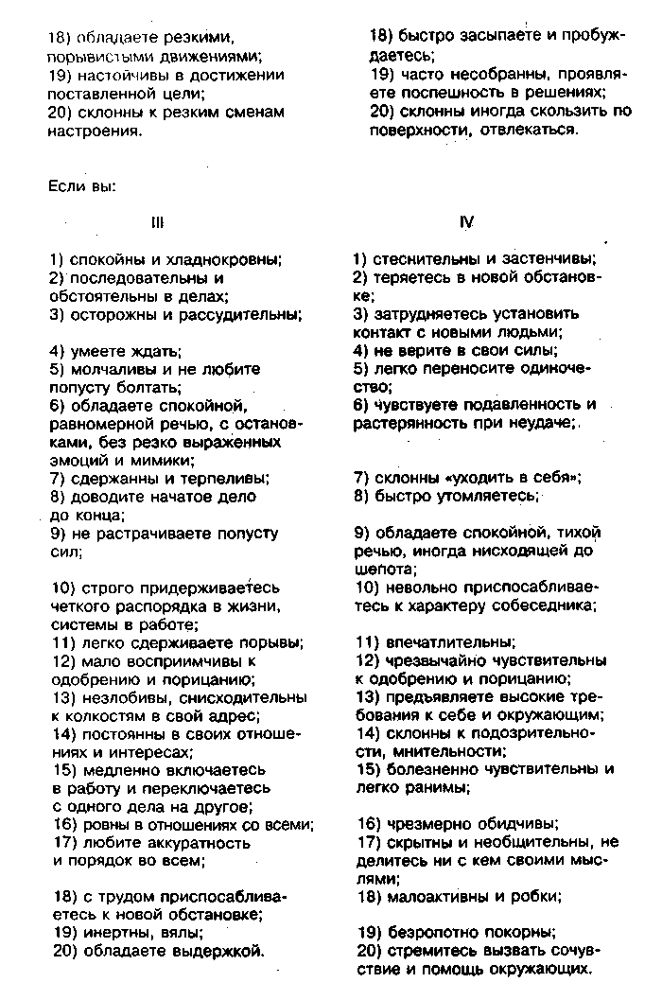 18) обладаете резкими,
порывистыми движениями;
19) настойчивы в достижении
поставленной цели;
20) склонны к резким сменам
настроения.
18) быстро засыпаете и пробуж-
даетесь;
19) часто несобранны, проявля-
ете поспешность в решениях;
20) склонны иногда скользить по
поверхности, отвлекаться.
Если вы:
III
1) спокойны и хладнокровны;
2) последовательны и
обстоятельны в делах;
3) осторожны и рассудительны;
4) умеете ждать;
5) молчаливы и не любите
попусту болтать;
6) обладаете спокойной,
равномерной речью, с останов-
ками, без резко выраженных
эмоций и мимики;
7) сдержанны и терпеливы;
8) доводите начатое дело
до конца;
9) не растрачиваете попусту
сил;
10) строго придерживаетесь
четкого распорядка в жизни,
системы в работе;
11) легко сдерживаете порывы;
12) мало восприимчивы к
одобрению и порицанию;
13) незлобивы, снисходительны
к колкостям в свой адрес;
14) постоянны в своих отноше-
ниях и интересах;
15) медленно включаетесь
в работу и переключаетесь
с одного дела на другое;
16) ровны в отношениях со всеми;
17) любите аккуратность
и порядок во всем;
18) с трудом приспосаблива-
етесь к новой обстановке;
19) инертны, вялы;
20) обладаете выдержкой.
IV
1) стеснительны и застенчивы;
2) теряетесь в новой обстанов-
ке;
3) затрудняетесь установить
контакт с новыми людьми;
4) не верите в свои силы;
5) легко переносите одиноче-
ство;
6) чувствуете подавленность и
растерянность при неудаче;
7) склонны «уходить в себя»;
8) быстро утомляетесь;
9) обладаете спокойной, тихой
речью, иногда нисходящей до
шепота;
10) невольно приспосабливае-
тесь к характеру собеседника;
11) впечатлительны;
12) чрезвычайно чувствительны
к одобрению и порицанию;
13) предъявляете высокие тре-
бования к себе и окружающим;
14) склонны к подозрительно-
сти, мнительности;
15) болезненно чувствительны и
легко ранимы;
16) чрезмерно обидчивы;
17) скрытны и необщительны, не
делитесь ни с кем своими мыс-
лями;
18) малоактивны и робки;
19) безропотно покорны;
20) стремитесь вызвать сочув-
ствие и помощь окружающих.